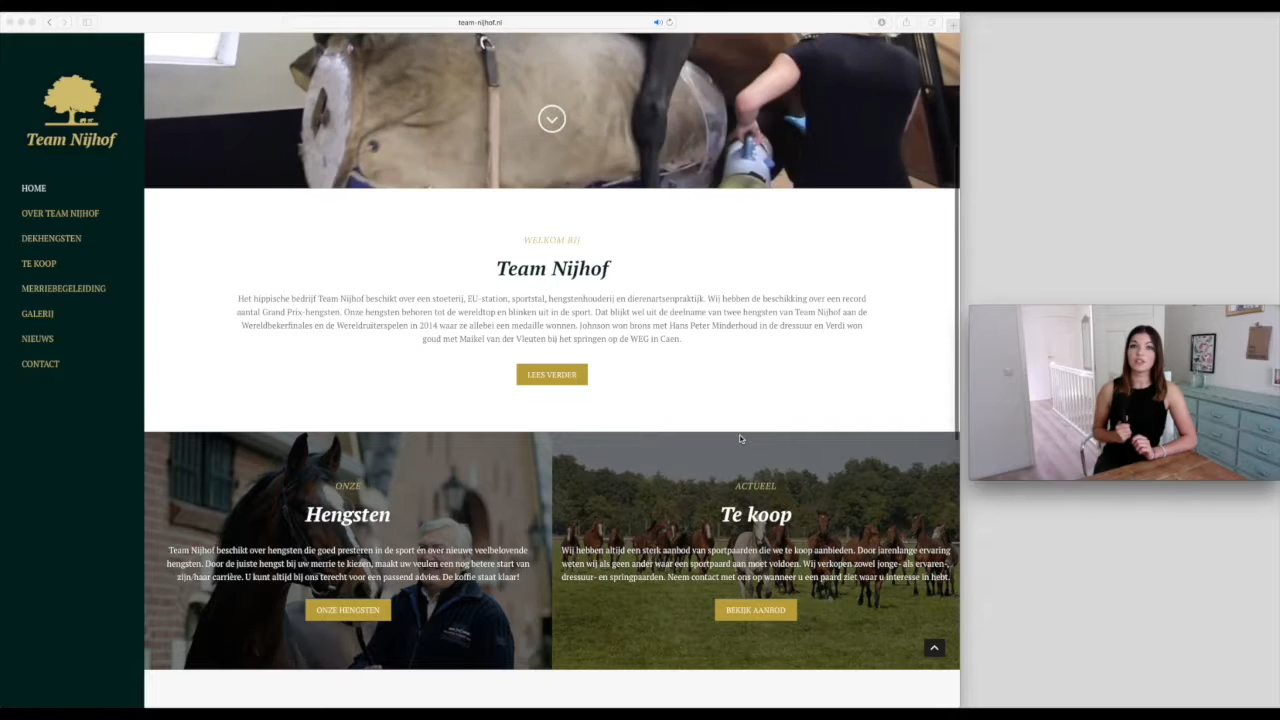 team-nijhof.nl
Team Nijhof
HOME
OVER TEAM NIJHOF
DEKHENGSTEN
TE KOOP
MERRIEBEGELEIDING
GALERIJ
NIEUWS
CONTACT
WELKOM BIJ
Team Nijhof
Het hippische bedrijf Team Nijhof beschikt over een stoeterij, EU-station, sportstal, hengstenhouderij en dierenartsenpraktijk. Wij hebben de beschikking over een record
aantal Grand Prix-hengsten. Onze hengsten behoren tot de wereldtop en blinken uit in de sport. Dat blijkt wel uit de deelname van twee hengsten van Team Nijhof aan de
Wereldbekerfinales en de Wereldruiterspelen in 2014 waar ze allebei een medaille wonnen. Johnson won brons met Hans Peter Minderhoud in de dressuur en Verdi won
goud met Maikel van der Vleuten bij het springen op de WEG in Caen.
LEES VERDER
ONZE
Hengsten
Team Nijhof beschikt over hengsten die goed presteren in de sport en over nieuwe veelbelovende
hengsten. Door de juiste hengst bij uw merrie te kiezen, maakt uw veulen een nog betere start van
zijn/haar carrière. U kunt altijd bij ons terecht voor een passend advies. De koffie staat klaar!
ONZE HENGSTEN
ACTUEEL
Te koop
Wij hebben altijd een sterk aanbod van sportpaarden die we te koop aanbieden. Door jarenlange ervaring
weten wij als geen ander waar een sportpaard aan moet voldoen. Wij verkopen zowel jonge- als ervaren-,
dressuur- en springpaarden. Neem contact met ons op wanneer u een paard ziet waar u interesse in hebt.
BEKIJK AANBOD